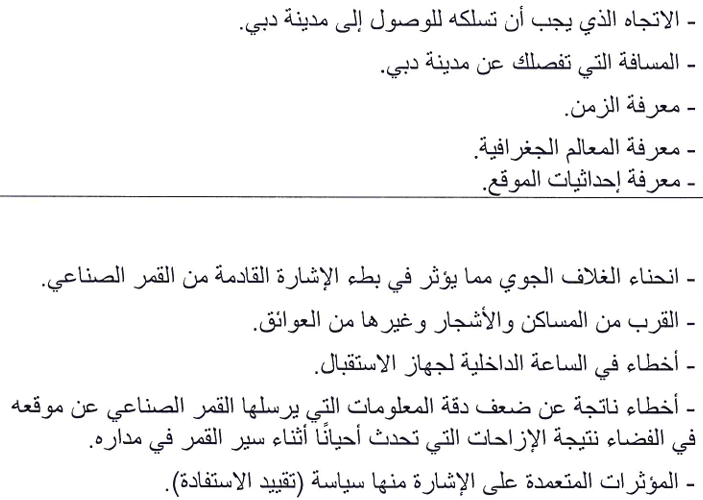 - الاتجاه الذي يجب أن تسلكه للوصول إلى مدينة دبي.
- المسافة التي تفصلك عن مدينة دبي.
- معرفة الزمن.
- معرفة المعالم الجغرافية.
- معرفة إحداثيات الموقع.
- انحناء الغلاف الجوي مما يؤثر في بطء الإشارة القادمة من القمر الصناعي.
- القرب من المساكن والأشجار وغيرها من العوائق.
- أخطاء في الساعة الداخلية لجهاز الاستقبال.
- أخطاء ناتجة عن ضعف دقة المعلومات التي يرسلها القمر الصناعي عن موقعه
في الفضاء نتيجة الإزاحات التي تحدث أحيانًا أثناء سير القمر في مداره.
- المؤثرات المتعمدة على الإشارة منها سياسة (تقييد الاستفادة).